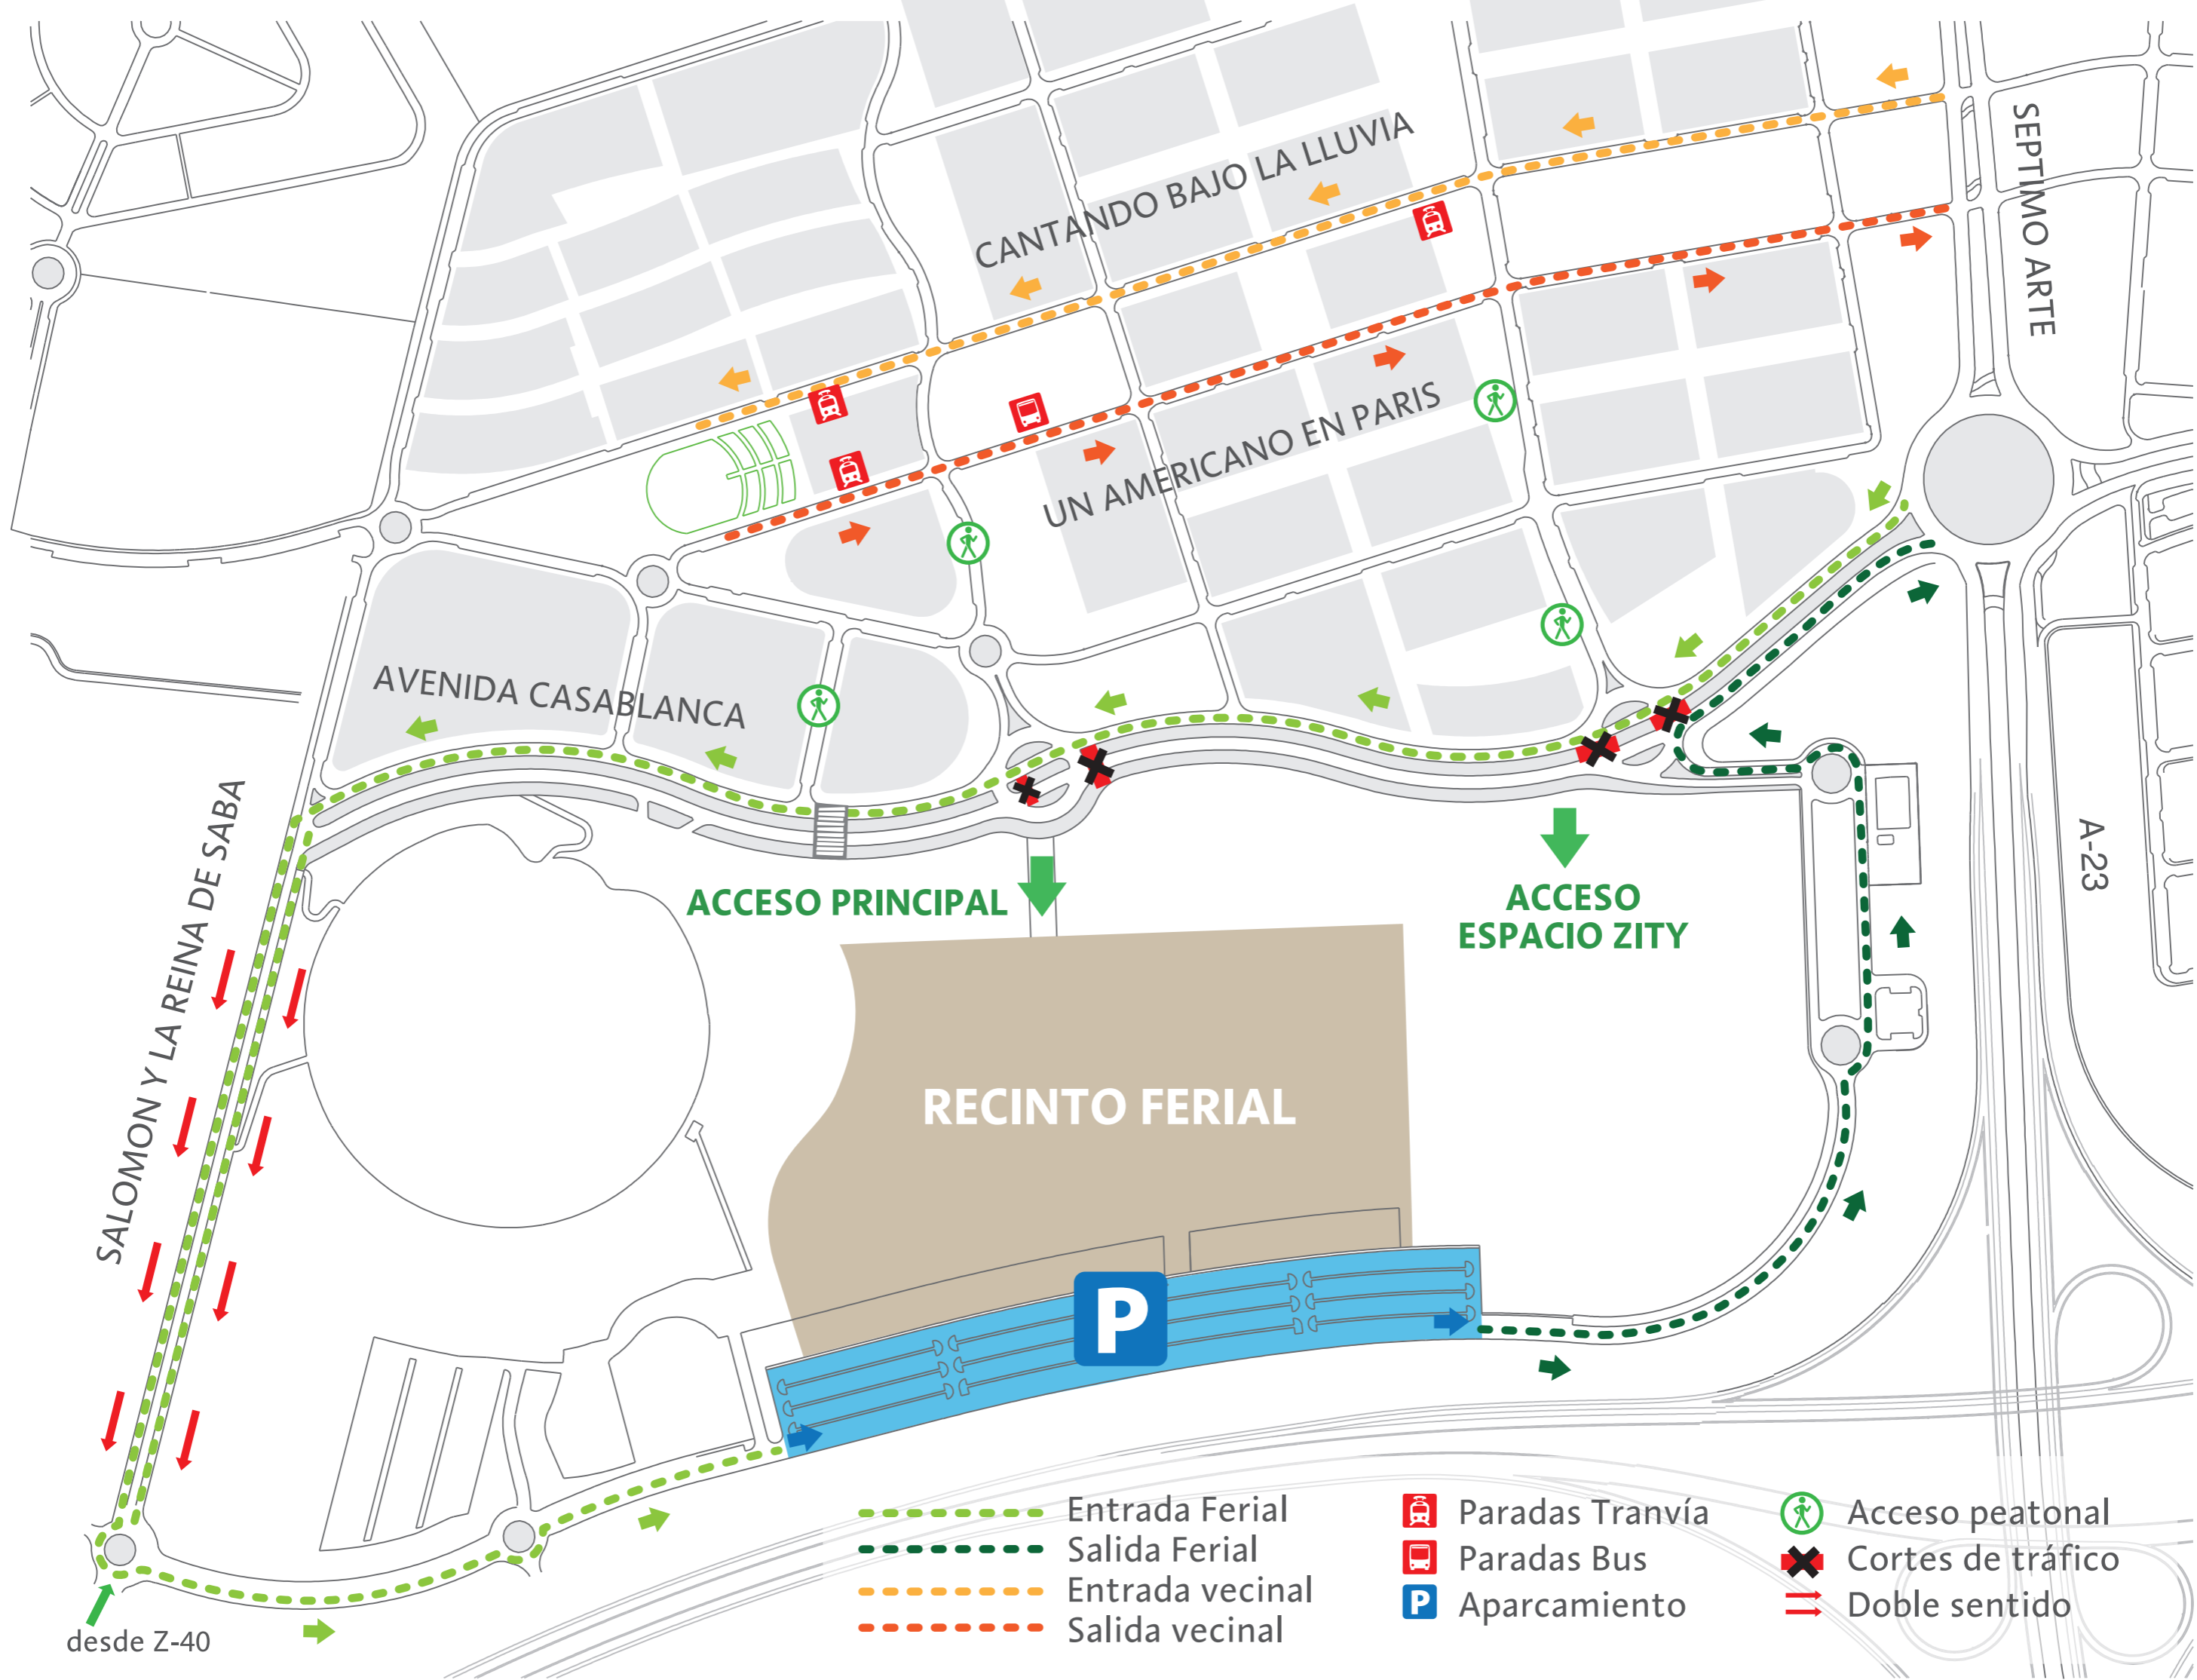 SEPTIMO ARTE
CANTANDO BAJO LA LLUVIA
UN AMERICANO EN PARIS
AVENIDA CASABLANCA
SALOMON Y LA REINA DE SABA
A-23
ACCESO PRINCIPAL
ACCESO
ESPACIO ZITY
RECINTO FERIAL
P
desde Z-40
Entrada Ferial
Salida Ferial
Entrada vecinal
Salida vecinal
Paradas Tranvía
Paradas Bus
P Aparcamiento
Acceso peatonal
Cortes de tráfico
Doble sentido